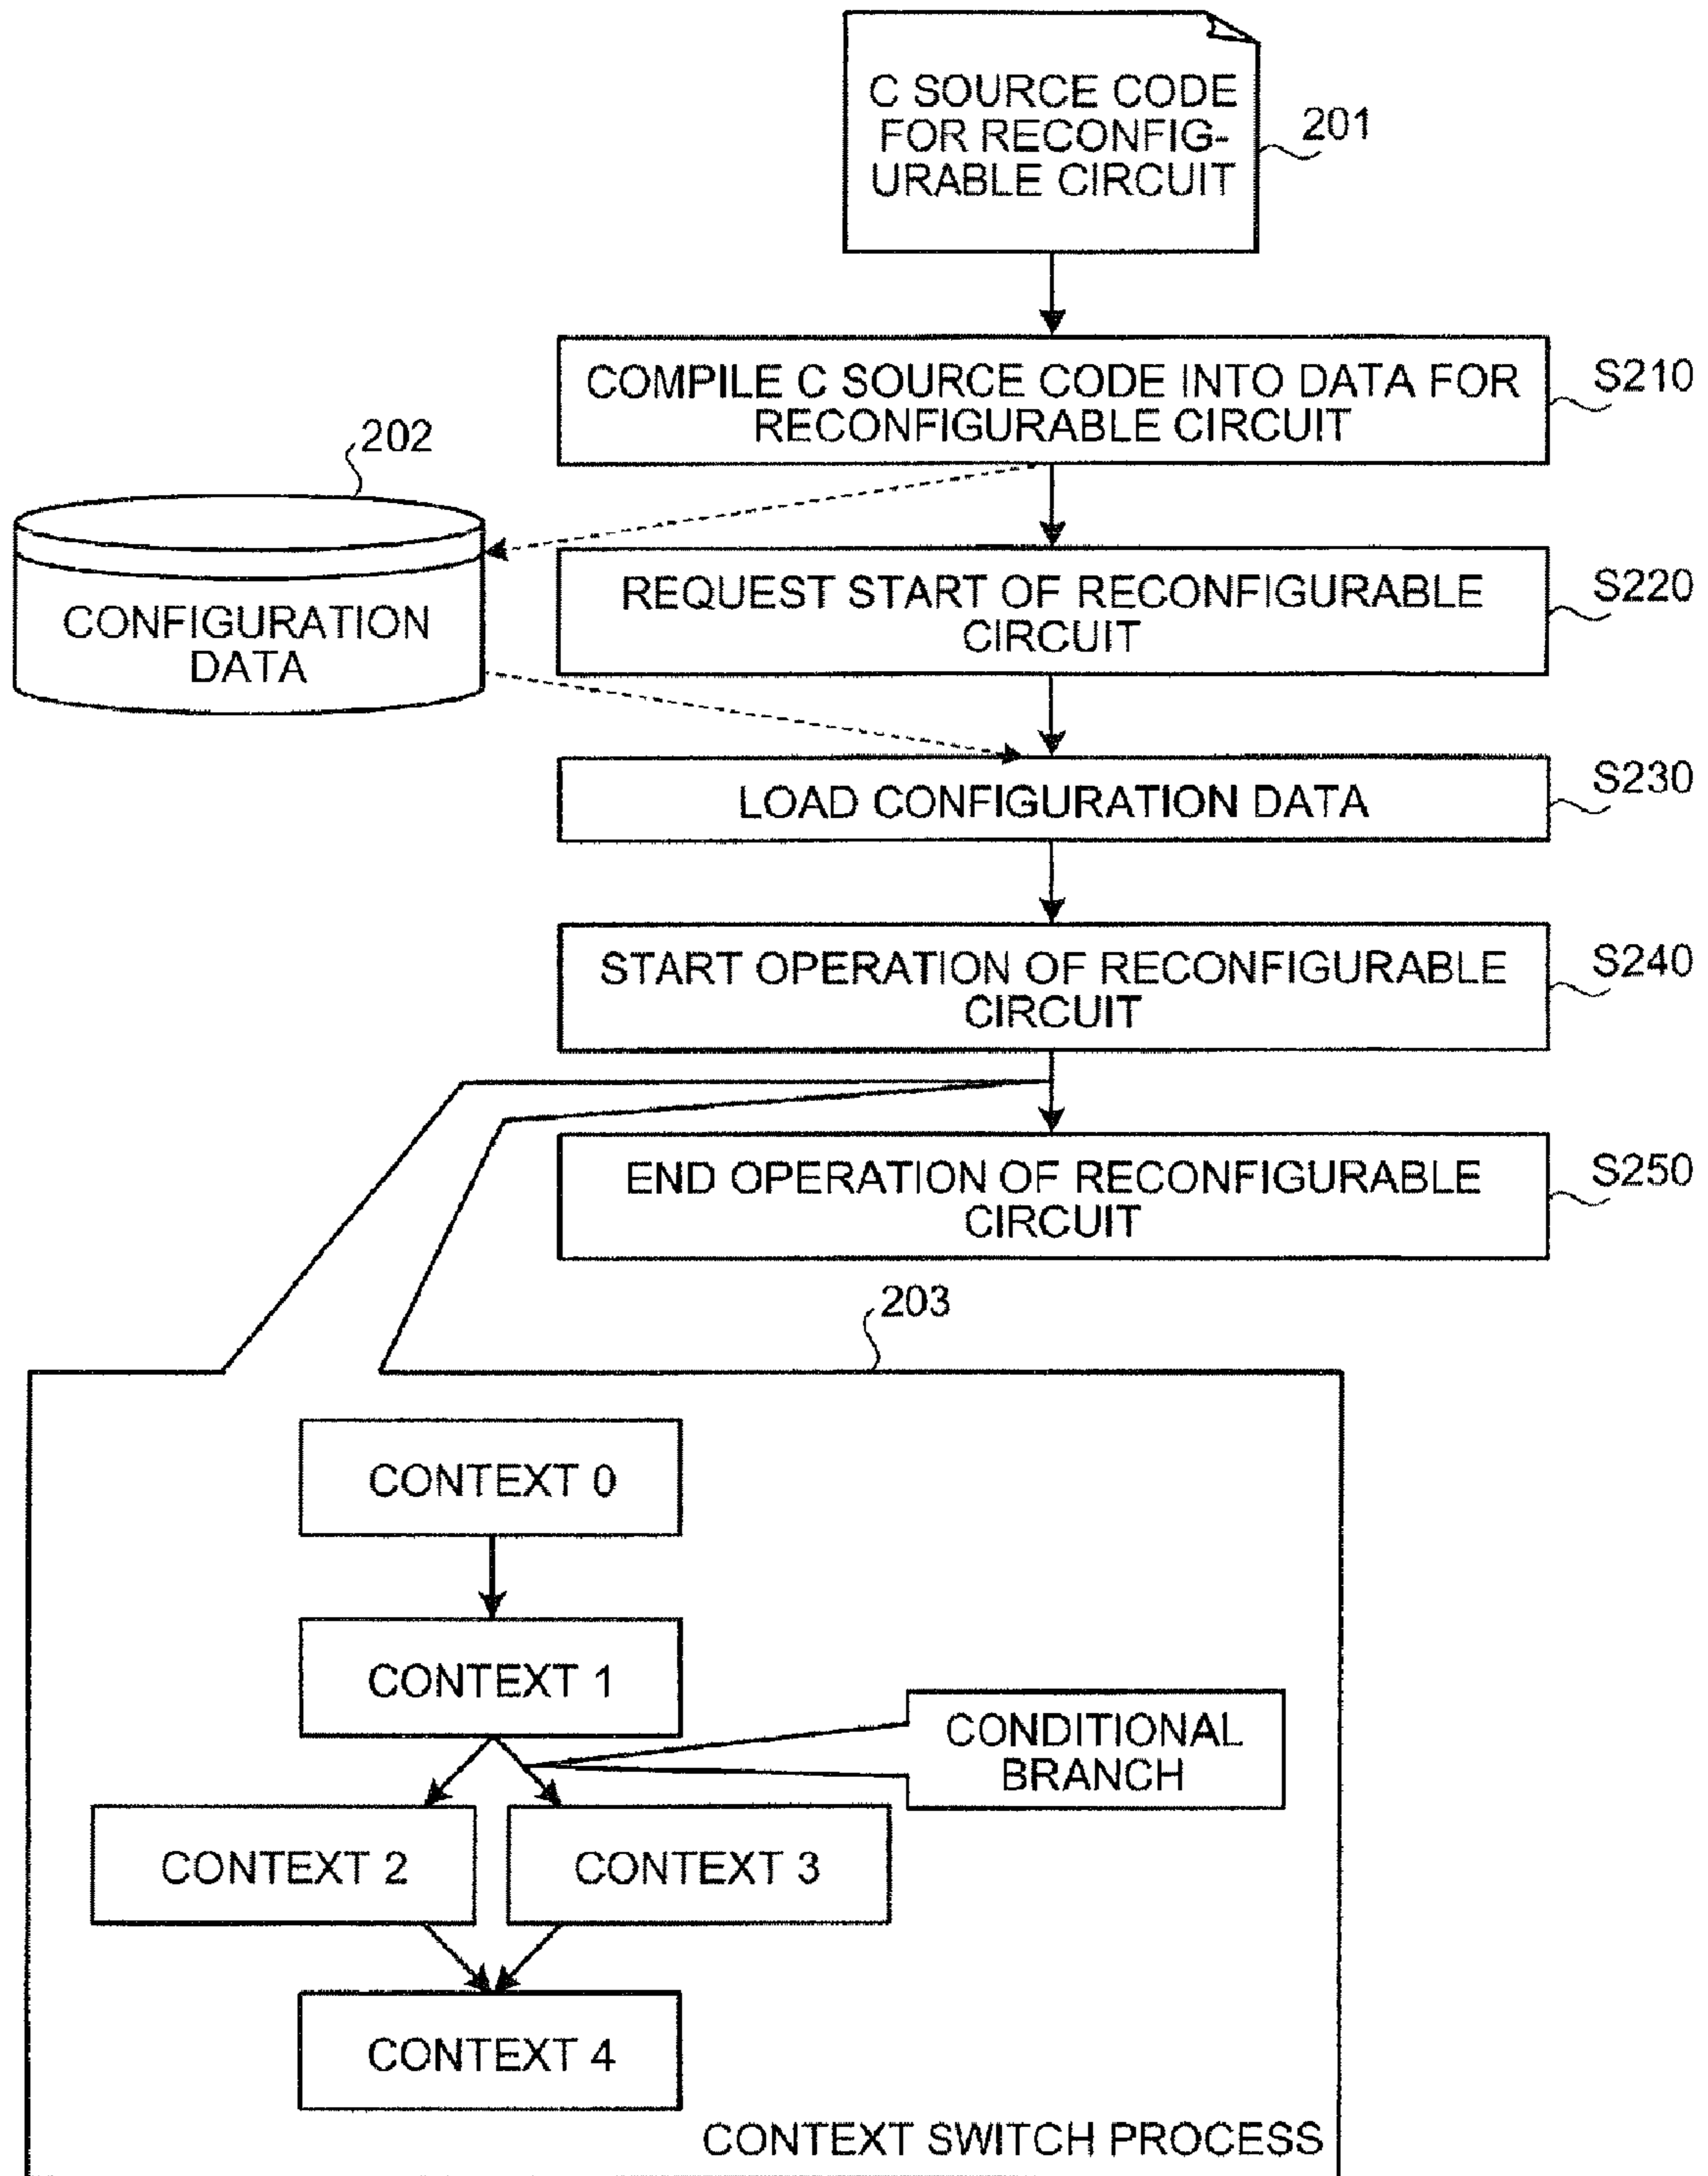 C SOURCE CODE
FOR RECONFIG-
URABLE CIRCUIT
201
COMPILE C SOURCE CODE INTO DATA FOR
RECONFIGURABLE CIRCUIT
S210
202
CONFIGURATION
DATA
REQUEST START OF RECONFIGURABLE
CIRCUIT
S220
LOAD CONFIGURATION DATA
S230
START OPERATION OF RECONFIGURABLE
CIRCUIT
S240
END OPERATION OF RECONFIGURABLE
CIRCUIT
S250
203
CONTEXT 0
CONTEXT 1
CONDITIONAL
BRANCH
CONTEXT 2
CONTEXT 3
CONTEXT 4
CONTEXT SWITCH PROCESS